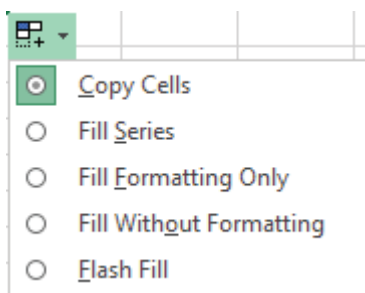 Copy Cells
Fill Series
Fill Formatting Only
Fill Without Formatting
Flash Fill